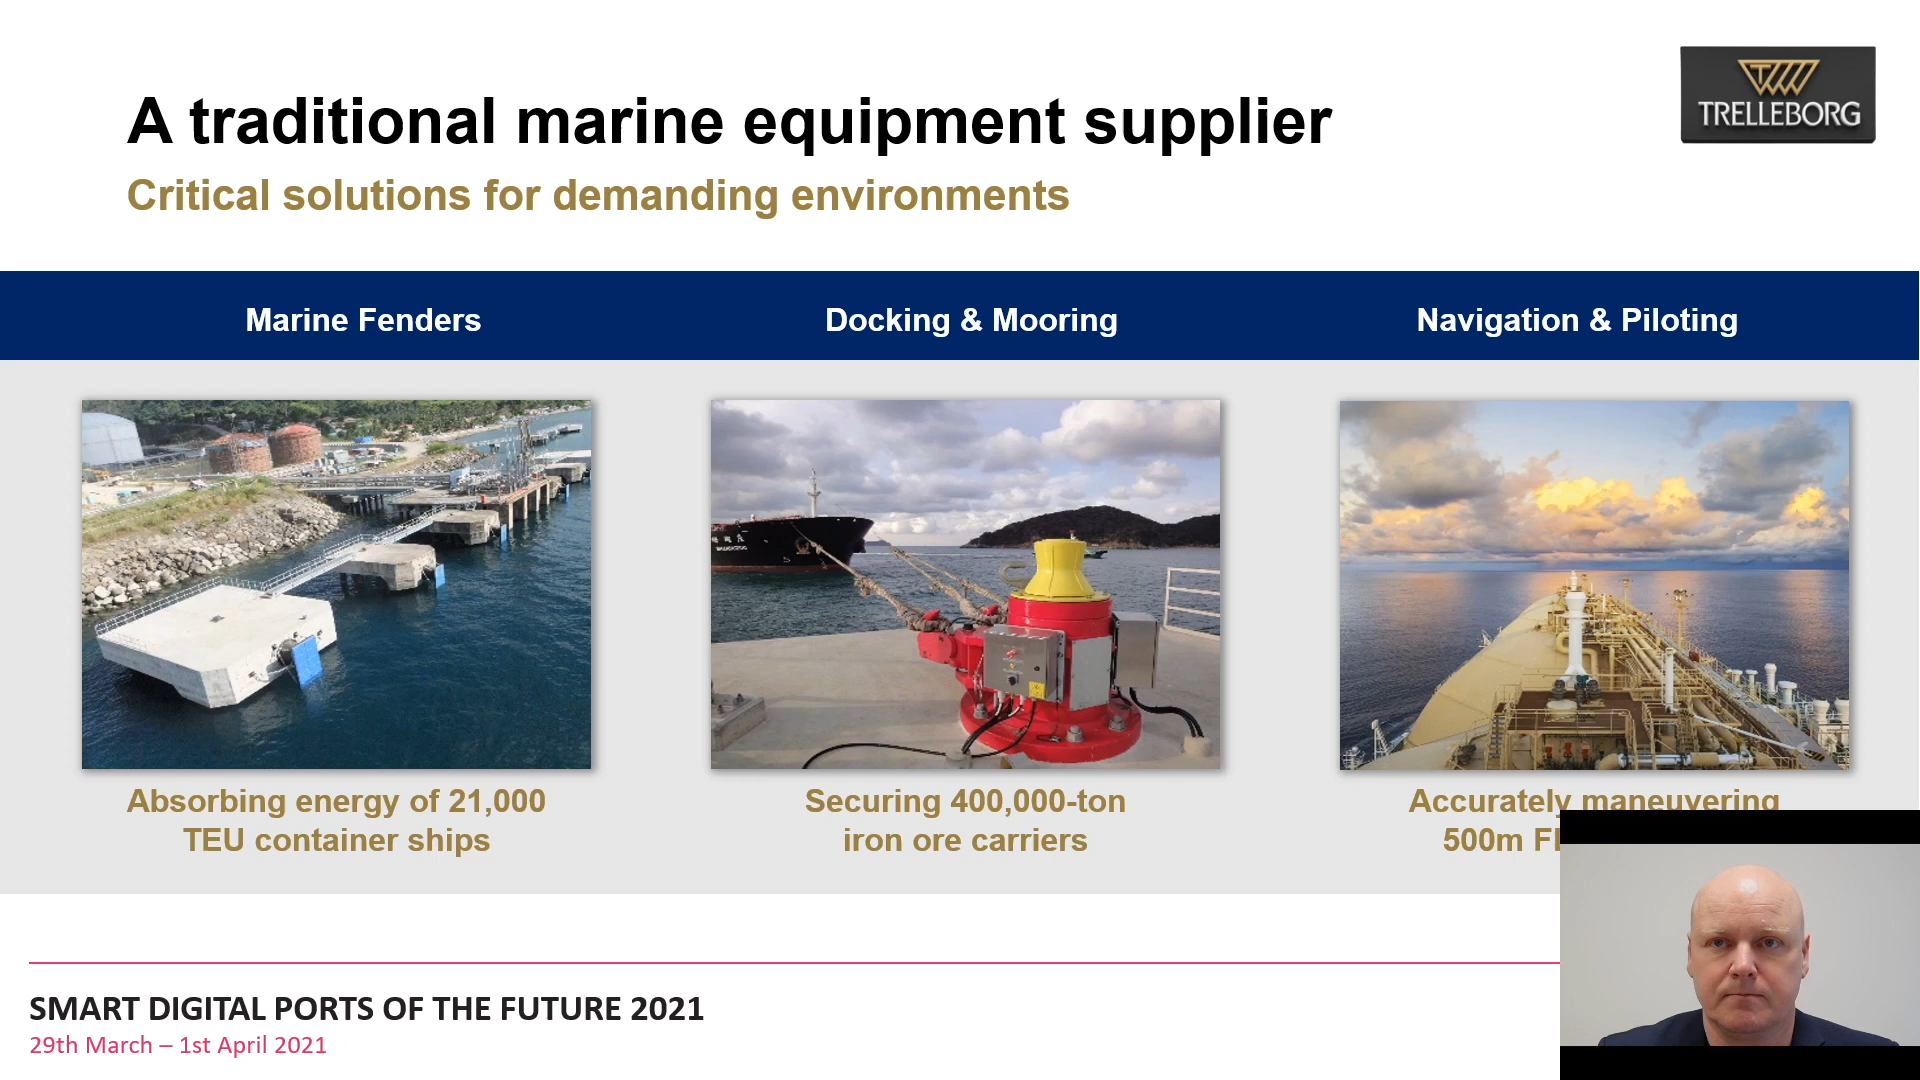 A traditional marine equipment supplier
TRELLEBORG
Critical solutions for demanding environments
Marine Fenders
Docking & Mooring
Navigation & Piloting
Absorbing energy of 21,000
TEU container ships
Securing 400,000-ton
iron ore carriers
Accurately maneuvering
500m
SMART DIGITAL PORTS OF THE FUTURE 2021
29th March – 1st April 2021